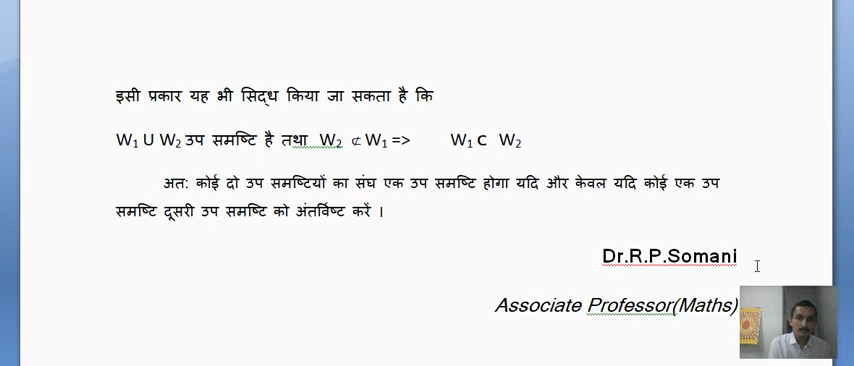 इसी प्रकार यह भी सिद्ध किया जा सकता है कि
W₁ U W₂ उप समष्टि है तथा W₂ ⊄ W₁ => W₁ ⊂ W₂
अत: कोई दो उप समष्टियों का संघ एक उप समष्टि होगा यदि और केवल यदि कोई एक उप
समष्टि दूसरी उप समष्टि को अंतर्विष्ट करें ।
Dr.R.P.Somani
Associate Professor(Maths)